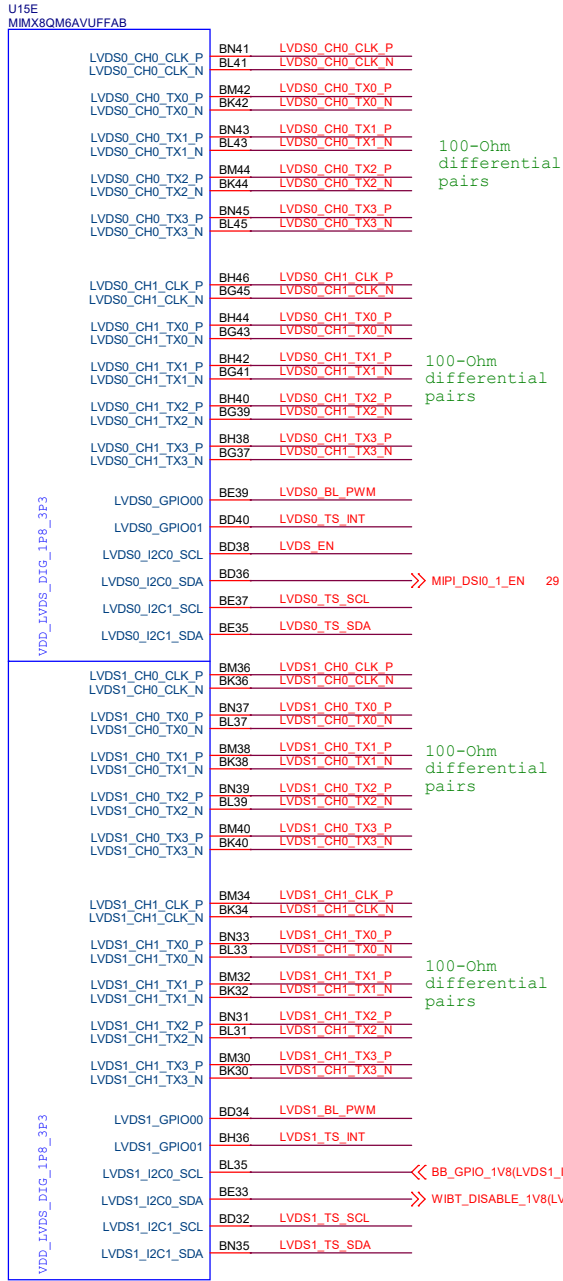 U15E
MIMX8QM6AVUFFAB
LVDS0_CH0_CLK_P BN41 LVDS0_CH0_CLK_P
LVDS0_CH0_CLK_N BL41 LVDS0_CH0_CLK_N
LVDS0_CH0_TX0_P BM42 LVDS0_CH0_TX0_P
LVDS0_CH0_TX0_N BK42 LVDS0_CH0_TX0_N
LVDS0_CH0_TX1_P BN43 LVDS0_CH0_TX1_P
LVDS0_CH0_TX1_N BL43 LVDS0_CH0_TX1_N
LVDS0_CH0_TX2_P BM44 LVDS0_CH0_TX2_P
LVDS0_CH0_TX2_N BK44 LVDS0_CH0_TX2_N
LVDS0_CH0_TX3_P BN45 LVDS0_CH0_TX3_P
LVDS0_CH0_TX3_N BL45 LVDS0_CH0_TX3_N
100-Ohm
differential
pairs
LVDS0_CH1_CLK_P BH46 LVDS0_CH1_CLK_P
LVDS0_CH1_CLK_N BG45 LVDS0_CH1_CLK_N
LVDS0_CH1_TX0_P BH44 LVDS0_CH1_TX0_P
LVDS0_CH1_TX0_N BG43 LVDS0_CH1_TX0_N
LVDS0_CH1_TX1_P BH42 LVDS0_CH1_TX1_P
LVDS0_CH1_TX1_N BG41 LVDS0_CH1_TX1_N
LVDS0_CH1_TX2_P BH40 LVDS0_CH1_TX2_P
LVDS0_CH1_TX2_N BG39 LVDS0_CH1_TX2_N
LVDS0_CH1_TX3_P BH38 LVDS0_CH1_TX3_P
LVDS0_CH1_TX3_N BG37 LVDS0_CH1_TX3_N
100-Ohm
differential
pairs
LVDS0_GPIO00 BE39 LVDS0_BL_PWM
LVDS0_GPIO01 BD40 LVDS0_TS_INT
LVDS0_I2C0_SCL BD38 LVDS_EN
LVDS0_I2C0_SDA BD36 MIPI_DSI0_1_EN 29
LVDS0_I2C1_SCL BE37 LVDS0_TS_SCL
LVDS0_I2C1_SDA BE35 LVDS0_TS_SDA
VDD_LVDS_DIG_1P8_3P3
LVDS1_CH0_CLK_P BM36 LVDS1_CH0_CLK_P
LVDS1_CH0_CLK_N BK36 LVDS1_CH0_CLK_N
LVDS1_CH0_TX0_P BN37 LVDS1_CH0_TX0_P
LVDS1_CH0_TX0_N BL37 LVDS1_CH0_TX0_N
LVDS1_CH0_TX1_P BM38 LVDS1_CH0_TX1_P
LVDS1_CH0_TX1_N BK38 LVDS1_CH0_TX1_N
LVDS1_CH0_TX2_P BN39 LVDS1_CH0_TX2_P
LVDS1_CH0_TX2_N BL39 LVDS1_CH0_TX2_N
LVDS1_CH0_TX3_P BM40 LVDS1_CH0_TX3_P
LVDS1_CH0_TX3_N BK40 LVDS1_CH0_TX3_N
100-Ohm
differential
pairs
LVDS1_CH1_CLK_P BM34 LVDS1_CH1_CLK_P
LVDS1_CH1_CLK_N BK34 LVDS1_CH1_CLK_N
LVDS1_CH1_TX0_P BN33 LVDS1_CH1_TX0_P
LVDS1_CH1_TX0_N BL33 LVDS1_CH1_TX0_N
LVDS1_CH1_TX1_P BM32 LVDS1_CH1_TX1_P
LVDS1_CH1_TX1_N BK32 LVDS1_CH1_TX1_N
LVDS1_CH1_TX2_P BN31 LVDS1_CH1_TX2_P
LVDS1_CH1_TX2_N BL31 LVDS1_CH1_TX2_N
LVDS1_CH1_TX3_P BM30 LVDS1_CH1_TX3_P
LVDS1_CH1_TX3_N BK30 LVDS1_CH1_TX3_N
100-Ohm
differential
pairs
LVDS1_GPIO00 BD34 LVDS1_BL_PWM
LVDS1_GPIO01 BH36 LVDS1_TS_INT
LVDS1_I2C0_SCL BL35 BB_GPIO_1V8(LVDS1_I
LVDS1_I2C0_SDA BE33 WIBT_DISABLE_1V8(LV
LVDS1_I2C1_SCL BD32 LVDS1_TS_SCL
LVDS1_I2C1_SDA BN35 LVDS1_TS_SDA
VDD_LVDS_DIG_1P8_3P3